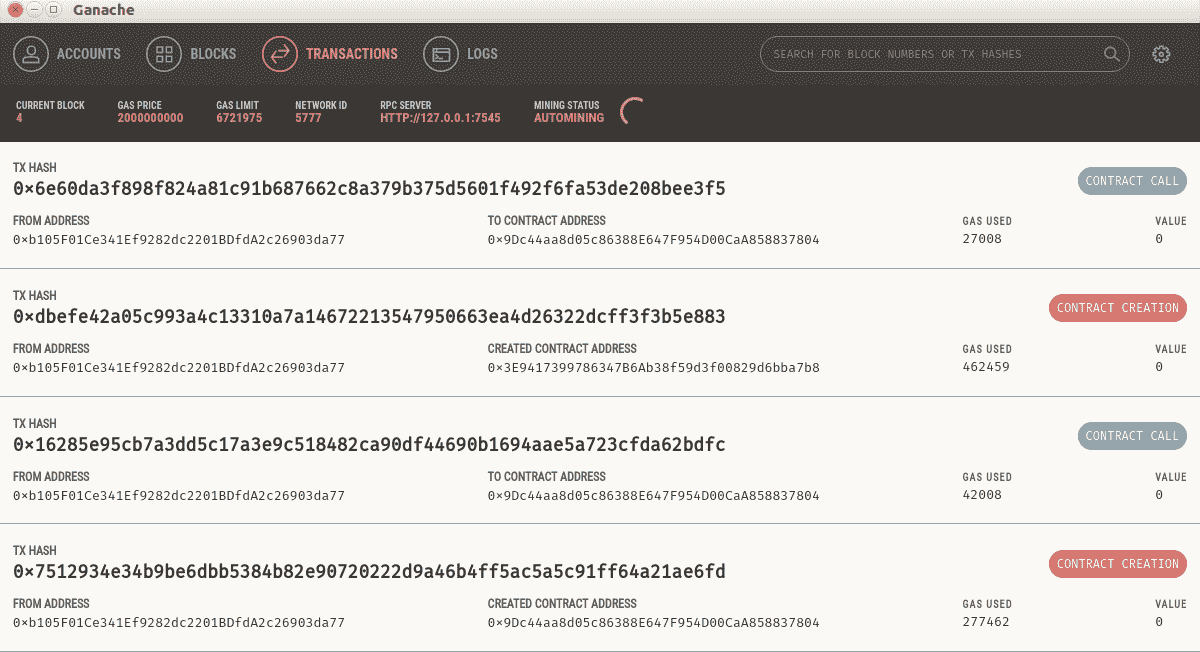 Ganache
ACCOUNTS BLOCKS TRANSACTIONS LOGS SEARCH FOR BLOCK NUMBERS OR TX HASHES
CURRENT BLOCK GAS PRICE GAS LIMIT NETWORK ID RPC SERVER MINING STATUS
4 2000000000 6721975 5777 HTTP://127.0.0.1:7545 AUTOMINING
TX HASH
0×6e60da3f898f824a81c91b687662c8a379b375d5601f492f6fa53de208bee3f5 CONTRACT CALL
FROM ADDRESS TO CONTRACT ADDRESS GAS USED VALUE
0×b105F01Ce341Ef9282dc2201BDfdA2c26903da77 0×9Dc44aa8d05c86388E647F954D00CaA858837804 27008 0
TX HASH
0×dbefe42a05c993a4c13310a7a14672213547950663ea4d26322dcff3f3b5e883 CONTRACT CREATION
FROM ADDRESS CREATED CONTRACT ADDRESS GAS USED VALUE
0×b105F01Ce341Ef9282dc2201BDfdA2c26903da77 0×3E9417399786347B6Ab38f59d3f00829d6bba7b8 462459 0
TX HASH
0×16285e95cb7a3dd5c17a3e9c518482ca90df44690b1694aae5a723cfda62bdfc CONTRACT CALL
FROM ADDRESS TO CONTRACT ADDRESS GAS USED VALUE
0×b105F01Ce341Ef9282dc2201BDfdA2c26903da77 0×9Dc44aa8d05c86388E647F954D00CaA858837804 42008 0
TX HASH
0×7512934e34b9be6dbb5384b82e90720222d9a46b4ff5ac5a5c91ff64a21ae6fd CONTRACT CREATION
FROM ADDRESS CREATED CONTRACT ADDRESS GAS USED VALUE
0×b105F01Ce341Ef9282dc2201BDfdA2c26903da77 0×9Dc44aa8d05c86388E647F954D00CaA858837804 277462 0